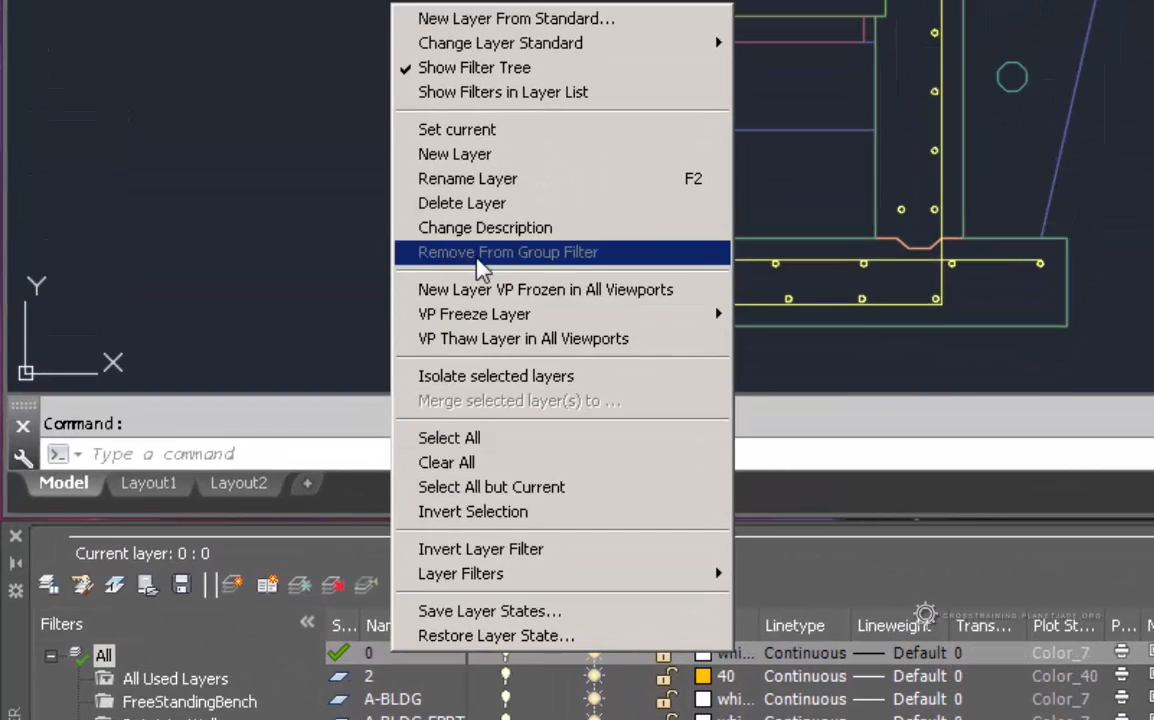 New Layer From Standard...
Change Layer Standard
Show Filter Tree
Show Filters in Layer List
Set current
New Layer
Rename Layer F2
Delete Layer
Change Description
Remove From Group Filter
New Layer VP Frozen in All Viewports
VP Freeze Layer
VP Thaw Layer in All Viewports
Isolate selected layers
Merge selected layer(s) to ...
Select All
Clear All
Select All but Current
Invert Selection
Invert Layer Filter
Layer Filters
Save Layer States...
Restore Layer State...
Y
X
Command:
Type a command
Model Layout1 Layout2 +
Current layer: 0 : 0
CROSSTRAINING.PLANETJADE.ORG
Filters S... Linetype Lineweight Trans... Plot St... P...
All 0 whi... Continuous Default 0 Color_7
All Used Layers 2 40 Continuous Default 0 Color_40
FreeStandingBench A-BLDG whi... Continuous Default 0 Color_7